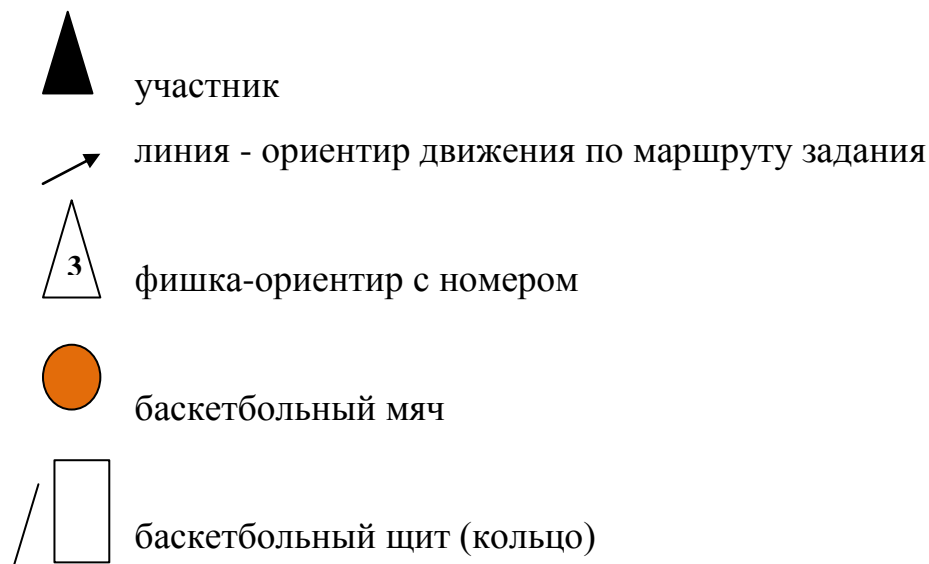 участник
линия - ориентир движения по маршруту задания
3
фишка-ориентир с номером
баскетбольный мяч
баскетбольный щит (кольцо)